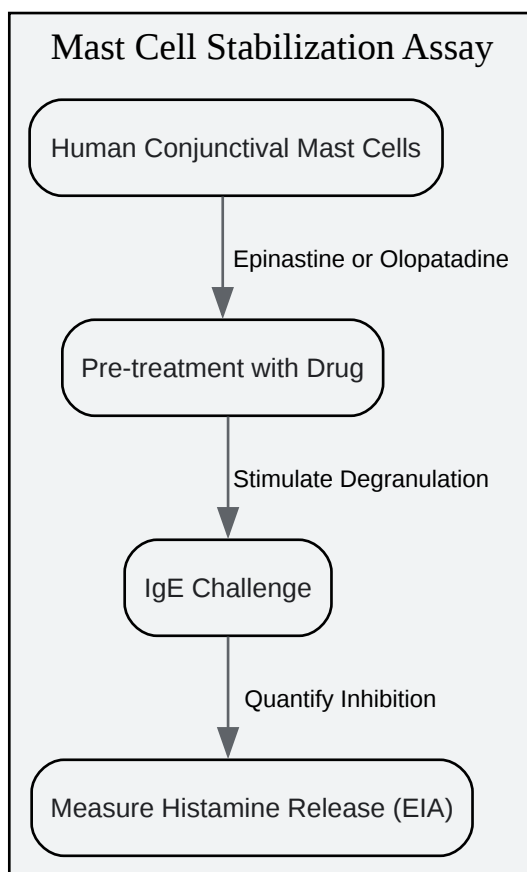 Mast Cell Stabilization Assay
Human Conjunctival Mast Cells
Epinastine or Olopatadine
Pre-treatment with Drug
Stimulate Degranulation
IgE Challenge
Quantify Inhibition
Measure Histamine Release (EIA)